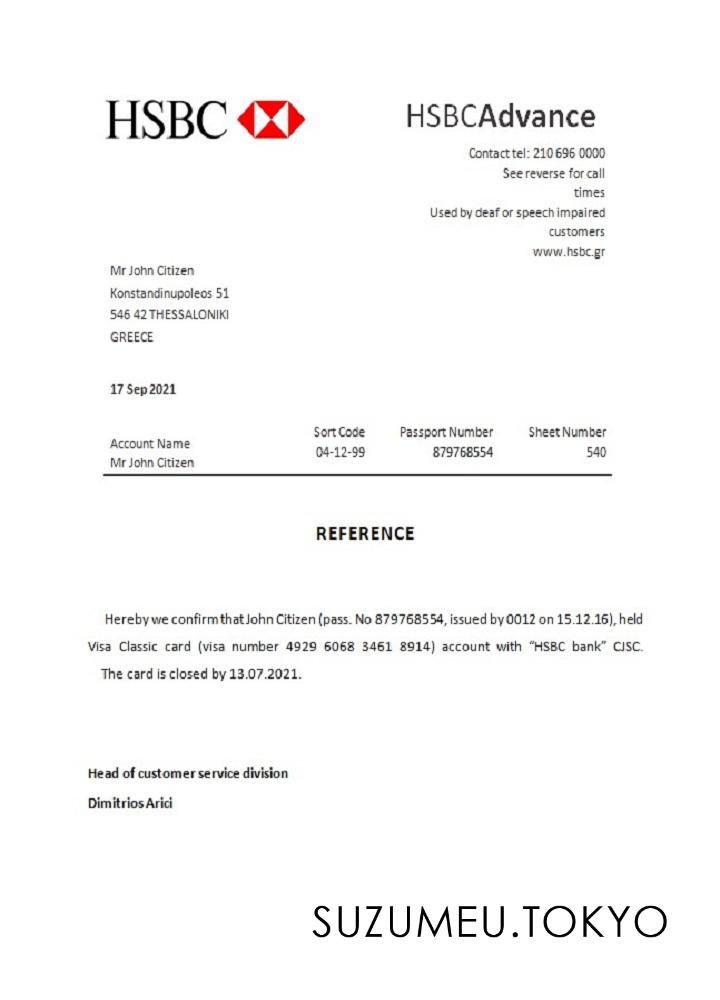 HSBC
HSBCAdvance
Contact tel: 210 696 0000
See reverse for call
times
Used by deaf or speech impaired
customers
www.hsbc.gr
Mr John Citizen
Konstandinupoleos 51
546 42 THESSALONIKI
GREECE
17 Sep 2021
Sort Code Passport Number Sheet Number
Account Name 04-12-99 879768554 540
Mr John Citizen
REFERENCE
Hereby we confirm that John Citizen (pass. No 879768554, issued by 0012 on 15.12.16), held
Visa Classic card (visa number 4929 6068 3461 8914) account with “HSBC bank” CJSC.
The card is closed by 13.07.2021.
Head of customer service division
Dimitrios Arici
SUZUMEU.TOKYO